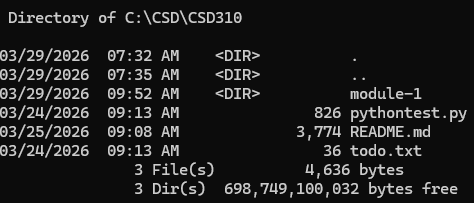 Directory of C:\CSD\CSD310
03/29/2026 07:32 AM <DIR> .
03/29/2026 07:35 AM <DIR> ..
03/29/2026 09:52 AM <DIR> module-1
03/24/2026 09:13 AM 826 pythontest.py
03/25/2026 09:08 AM 3,774 README.md
03/24/2026 09:13 AM 36 todo.txt
3 File(s) 4,636 bytes
3 Dir(s) 698,749,100,032 bytes free